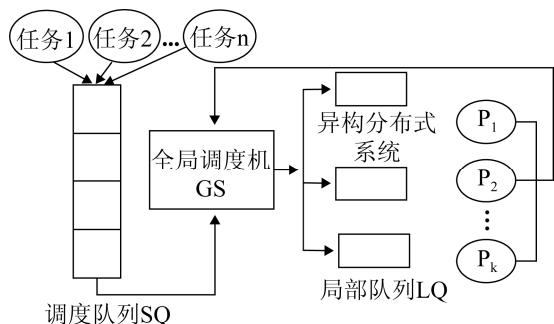 任务1 任务2 ... 任务n
异构分布式
系统
全局调度机
GS
P1
P2
⋮
Pk
调度队列SQ
局部队列LQ